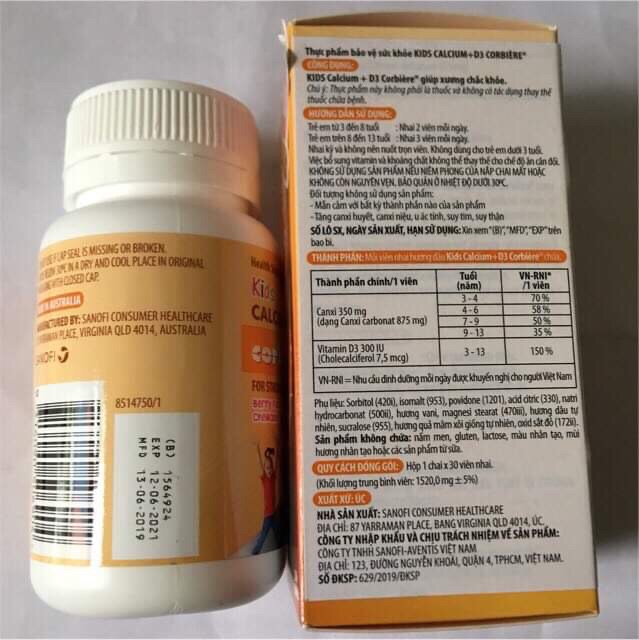 Thực phẩm bảo vệ sức khỏe KIDS CALCIUM+D3 CORBIÈRE®
CÔNG DỤNG:
KIDS Calcium + D3 Corbière® giúp xương chắc khỏe.
Chú ý: Thực phẩm này không phải là thuốc và không có tác dụng thay thế
thuốc chữa bệnh.
HƯỚNG DẪN SỬ DỤNG:
Trẻ em từ 3 đến 8 tuổi : Nhai 2 viên mỗi ngày.
Trẻ em trên 8 đến 13 tuổi : Nhai 3 viên mỗi ngày.
Nhai kỹ và không nên nuốt trọn viên. Không dùng cho trẻ em dưới 3 tuổi.
Việc bổ sung vitamin và khoáng chất không thể thay thế cho chế độ ăn cân đối.
KHÔNG SỬ DỤNG SẢN PHẨM NẾU NIÊM PHONG CỦA NẮP CHAI MẤT HOẶC
KHÔNG CÒN NGUYÊN VẸN. BẢO QUẢN Ở NHIỆT ĐỘ DƯỚI 30ºC.
Đối tượng không sử dụng sản phẩm:
- Mẫn cảm với bất kỳ thành phần nào của sản phẩm
- Tăng canxi huyết, canxi niệu, u ác tính, suy tim, suy thận
SỐ LÔ SX, NGÀY SẢN XUẤT, HẠN SỬ DỤNG: Xin xem "(B)", "MFD", "EXP" trên
bao bì.
THÀNH PHẦN: Mỗi viên nhai hương dâu Kids Calcium+D3 Corbière® chứa.
Thành phần chính/1 viên Tuổi (năm) VN-RNI* /1 viên
Canxi 350 mg (dạng Canxi carbonat 875 mg)
3 - 4 70 %
4 - 6 58 %
7 - 9 50 %
9 - 13 35 %
Vitamin D3 300 IU (Cholecalciferol 7,5 mcg) 3 - 13 150 %
VN-RNI = Nhu cầu dinh dưỡng mỗi ngày được khuyến nghị cho người Việt Nam
Phụ liệu: Sorbitol (420i), isomalt (953), povidone (1201), acid citric (330), natri
hydrocarbonat (500ii), hương vani, magnesi stearat (470iii), hương dâu tự
nhiên, sucralose (955), hương quả mâm xôi giống tự nhiên, oxid sắt đỏ (172ii).
Sản phẩm không chứa: nấm men, gluten, lactose, màu nhân tạo, mùi
hương nhân tạo hoặc các sản phẩm từ sữa.
QUY CÁCH ĐÓNG GÓI: Hộp 1 chai x 30 viên nhai.
(Khối lượng trung bình viên: 1520,0 mg ± 5%)
XUẤT XỨ: ÚC
NHÀ SẢN XUẤT: SANOFI CONSUMER HEALTHCARE
ĐỊA CHỈ: 87 YARRAMAN PLACE, BANG VIRGINIA QLD 4014, ÚC.
CÔNG TY NHẬP KHẨU VÀ CHỊU TRÁCH NHIỆM VỀ SẢN PHẨM:
CÔNG TY TNHH SANOFI-AVENTIS VIỆT NAM
ĐỊA CHỈ: 123, ĐƯỜNG NGUYỄN KHOÁI, QUẬN 4, TPHCM, VIỆT NAM.
SỐ ĐKSP: 629/2019/ĐKSP
CAP SEAL IS MISSING OR BROKEN.
30ºC IN A DRY AND COOL PLACE IN ORIGINAL
WITH CLOSED CAP.
AUSTRALIA
MANUFACTURED BY: SANOFI CONSUMER HEALTHCARE
YARRAMAN PLACE, VIRGINIA QLD 4014, AUSTRALIA
SANOFI
8514750/1
(B) 1564924
EXP 12-06-2021
MFD 13-06-2019
Health
Kids
CALC
FOR
Berry